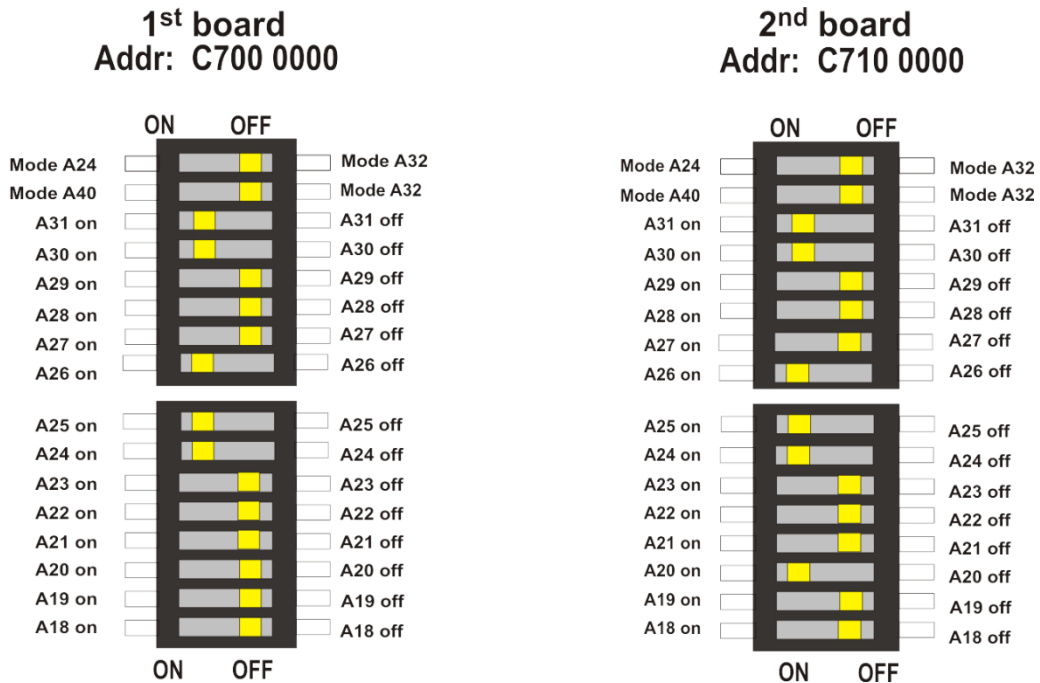 1st board
Addr: C700 0000
ON OFF
Mode A24 Mode A32
Mode A40 Mode A32
A31 on A31 off
A30 on A30 off
A29 on A29 off
A28 on A28 off
A27 on A27 off
A26 on A26 off
A25 on A25 off
A24 on A24 off
A23 on A23 off
A22 on A22 off
A21 on A21 off
A20 on A20 off
A19 on A19 off
A18 on A18 off
ON OFF
2nd board
Addr: C710 0000
ON OFF
Mode A24 Mode A32
Mode A40 Mode A32
A31 on A31 off
A30 on A30 off
A29 on A29 off
A28 on A28 off
A27 on A27 off
A26 on A26 off
A25 on A25 off
A24 on A24 off
A23 on A23 off
A22 on A22 off
A21 on A21 off
A20 on A20 off
A19 on A19 off
A18 on A18 off
ON OFF